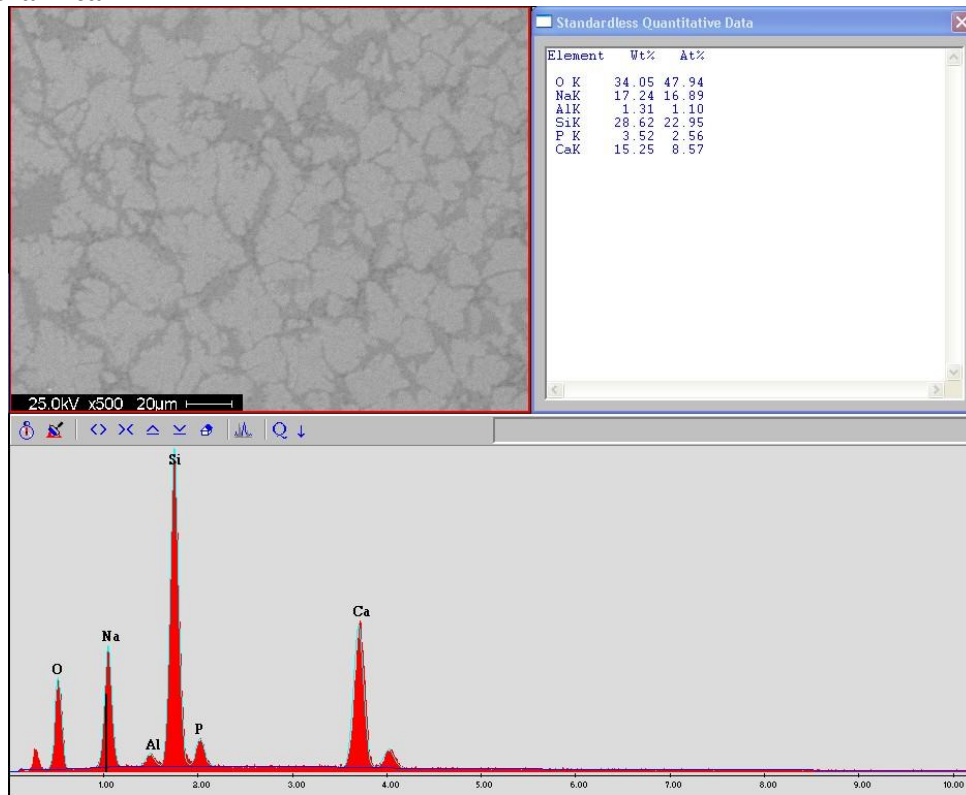 Standardless Quantitative Data
Element Wt% At%
O K 34.05 47.94
NaK 17.24 16.89
AlK 1.31 1.10
SiK 28.62 22.95
P K 3.52 2.56
CaK 15.25 8.57
25.0kV x500 20µm
Si
Ca
Na
O
Al
P
1.00 2.00 3.00 4.00 5.00 6.00 7.00 8.00 9.00 10.00